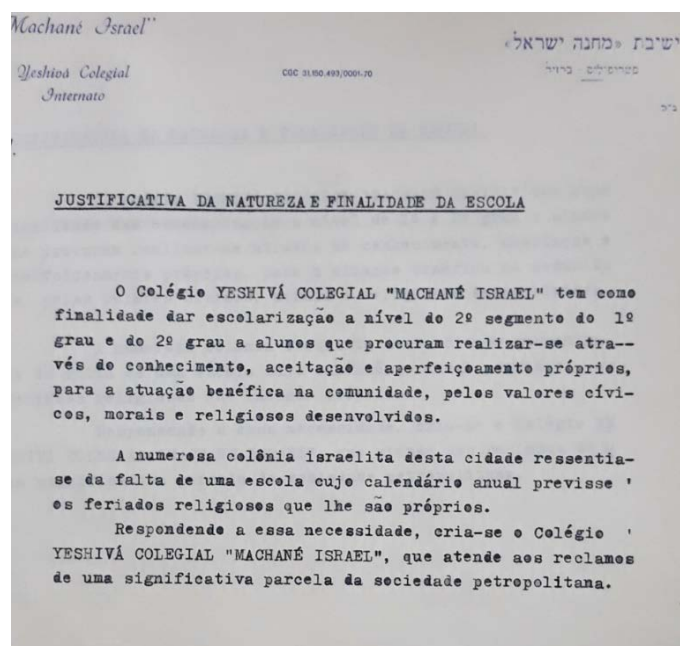 Machané Israel"
Yeshivá Colegial
Internato
CGC 31.150.493/0001-70
ישיבת «מחנה ישראל»
פטרופוליס - ברזיל
JUSTIFICATIVA DA NATUREZA E FINALIDADE DA ESCOLA
O Colégio YESHIVÁ COLEGIAL "MACHANÉ ISRAEL" tem como
finalidade dar escolarização a nível do 2º segmento do 1º
grau e do 2º grau a alunos que procuram realizar-se atra--
vés do conhecimento, aceitação e aperfeiçoamento próprios,
para a atuação benéfica na comunidade, pelos valores cívi-
cos, morais e religiosos desenvolvidos.
A numerosa colônia israelita desta cidade ressentia-
se da falta de uma escola cujo calendário anual previsse '
os feriados religiosos que lhe são próprios.
Respondendo a essa necessidade, cria-se o Colégio '
YESHIVÁ COLEGIAL "MACHANÉ ISRAEL", que atende aos reclamos
de uma significativa parcela da sociedade petropolitana.